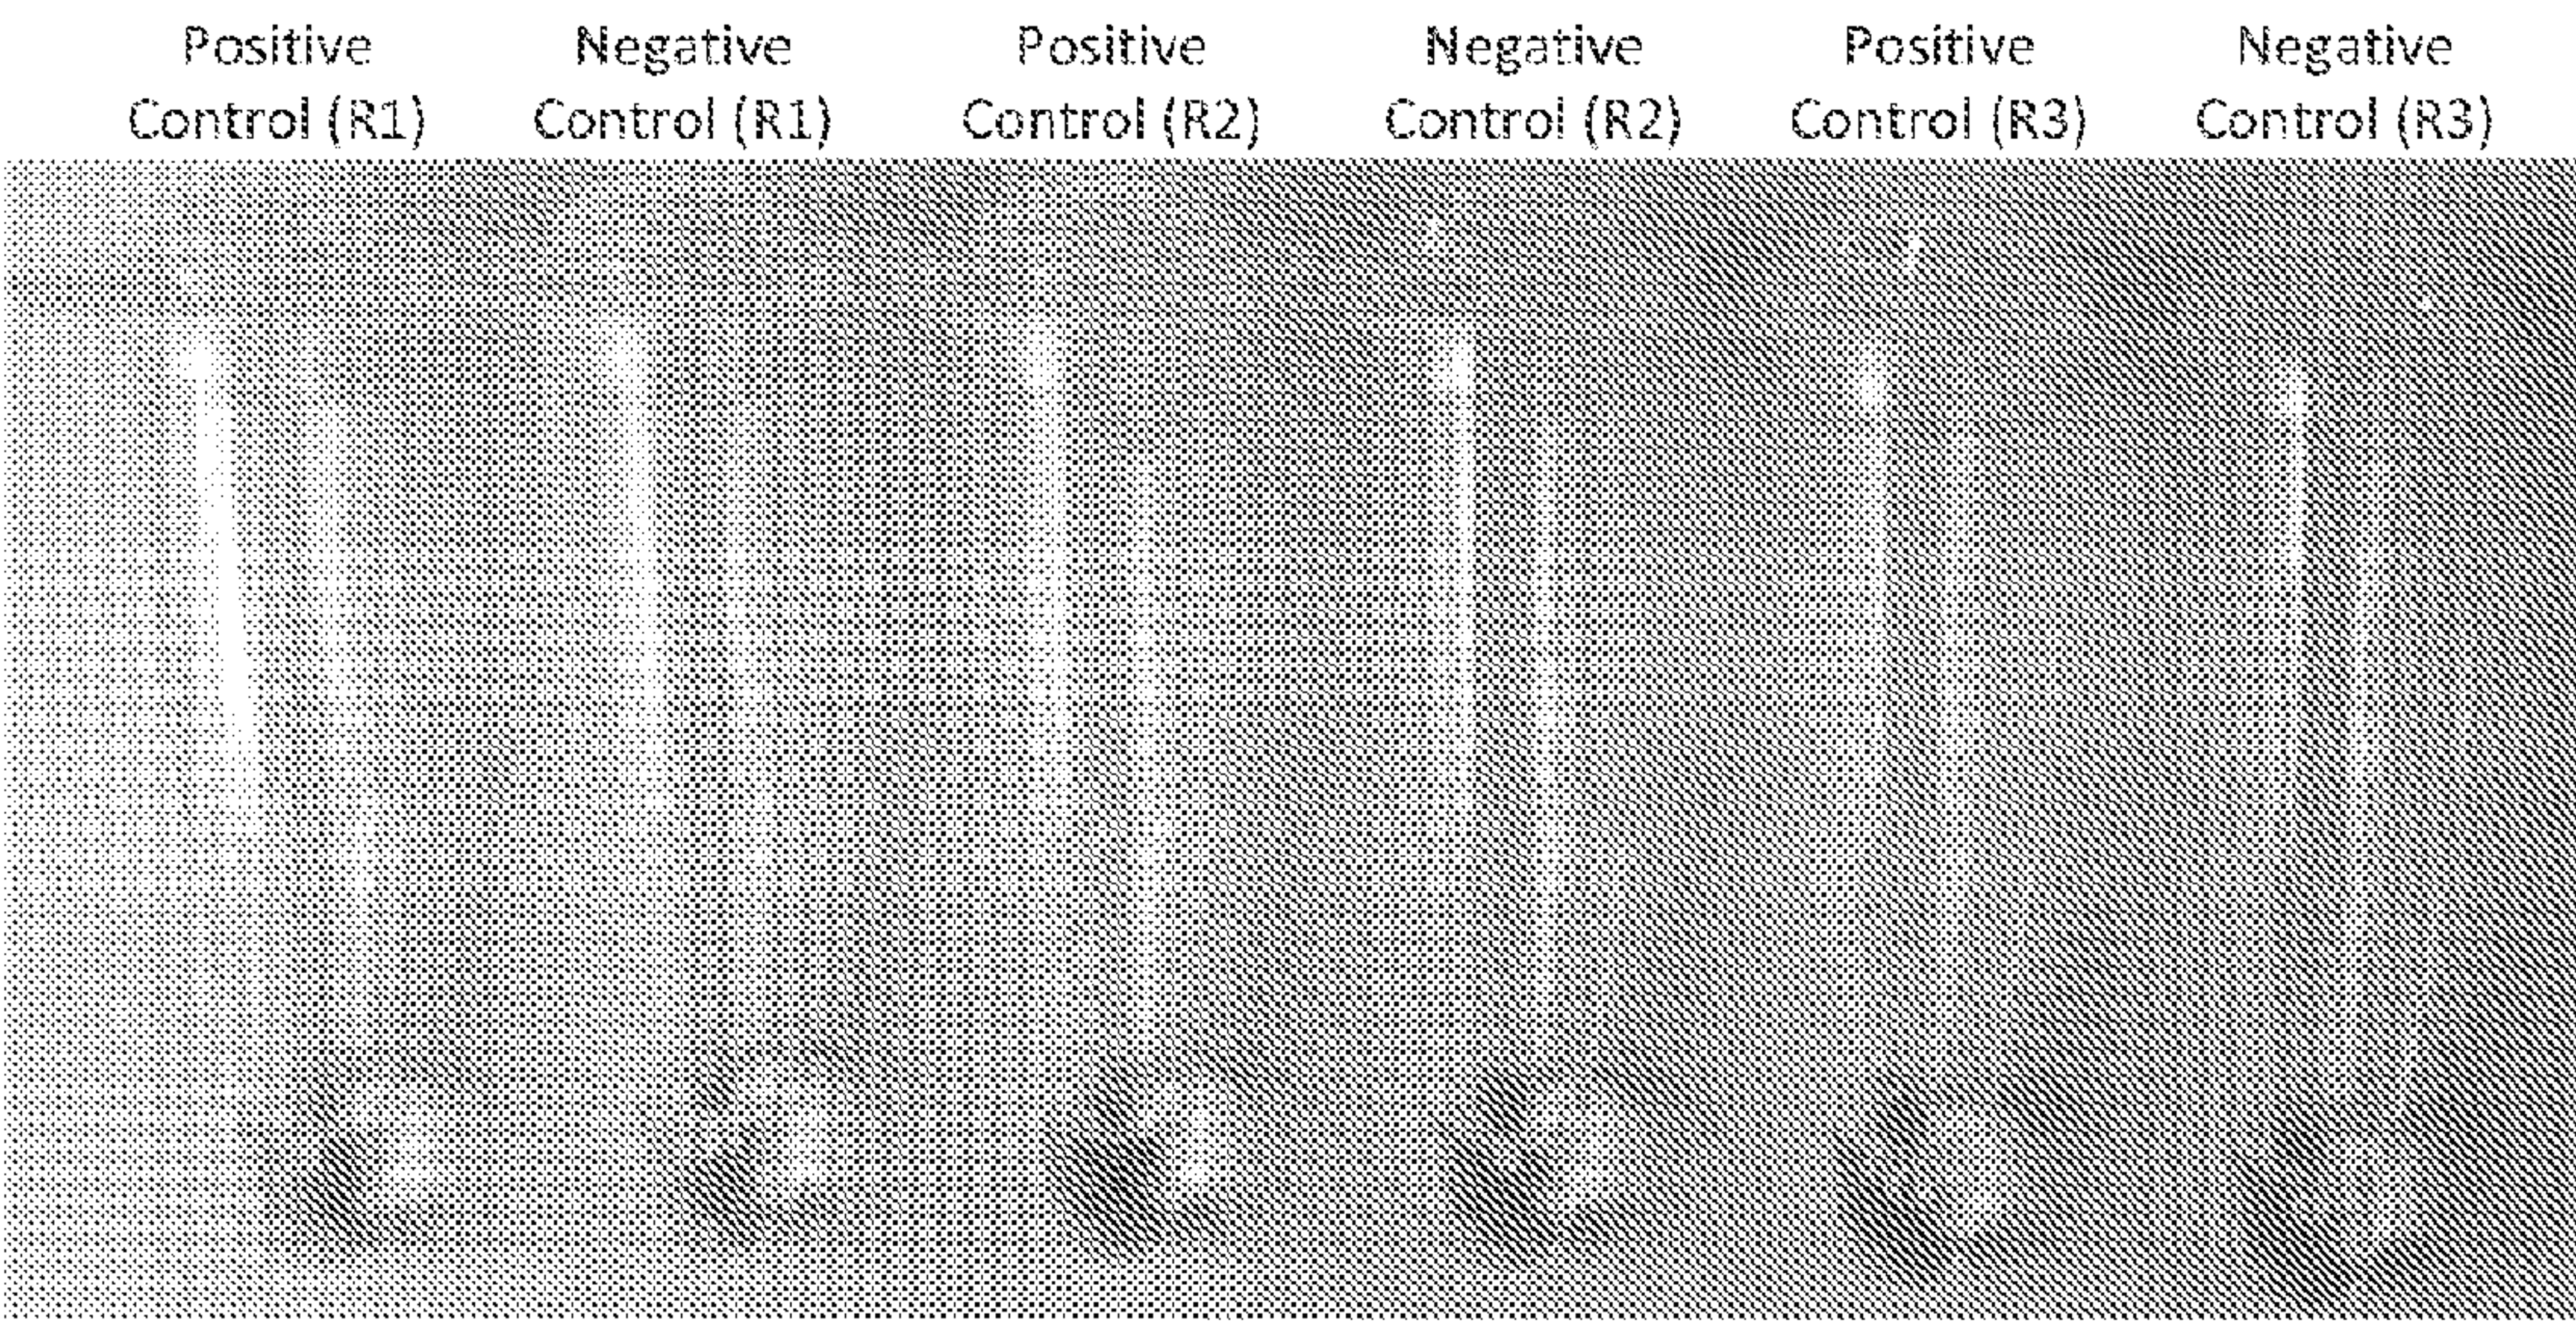 Positive Negative Positive Negative Positive Negative
Control (R1) Control (R1) Control (R2) Control (R2) Control (R3) Control (R3)